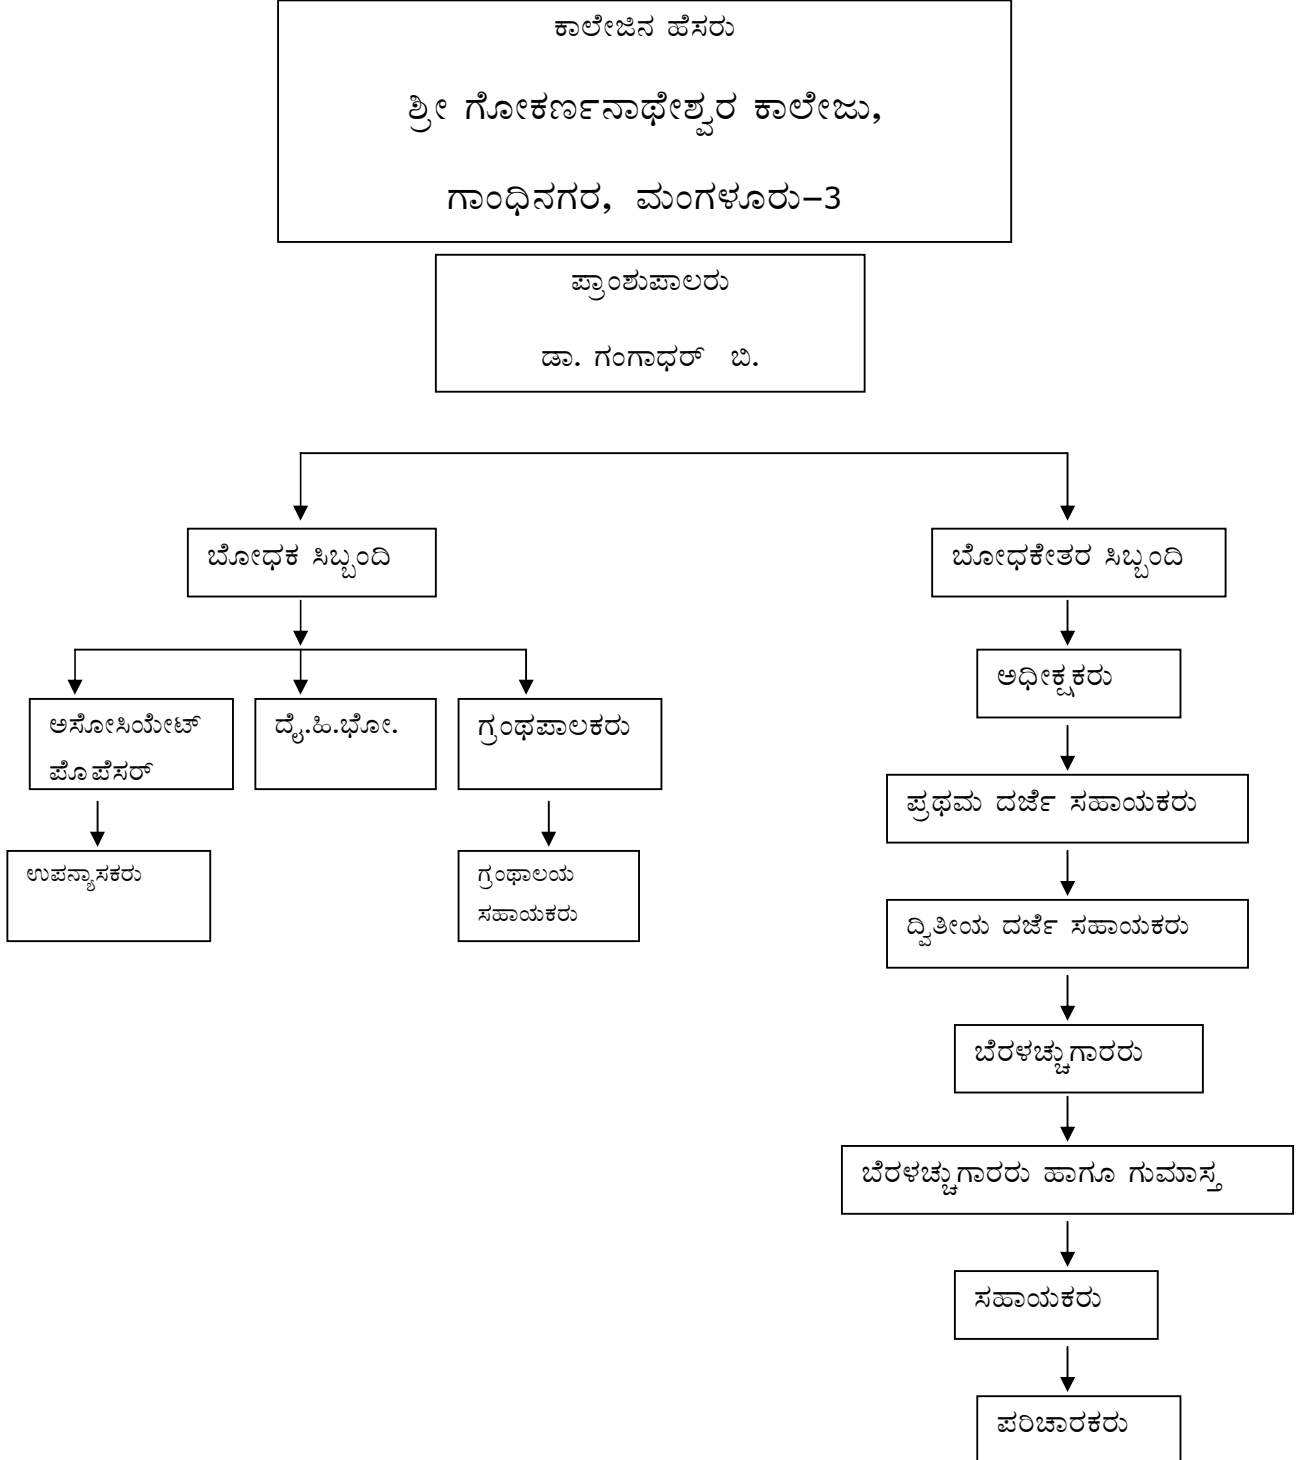 ಕಾಲೇಜಿನ ಹೆಸರು
ಶ್ರೀ ಗೋಕರ್ಣನಾಥೇಶ್ವರ ಕಾಲೇಜು,
ಗಾಂಧಿನಗರ, ಮಂಗಳೂರು–3
ಪ್ರಾಂಶುಪಾಲರು
ಡಾ. ಗಂಗಾಧರ್ ಬಿ.
ಬೋಧಕ ಸಿಬ್ಬಂದಿ
ಬೋಧಕೇತರ ಸಿಬ್ಬಂದಿ
ಅಧೀಕ್ಷಕರು
ಅಸೋಸಿಯೇಟ್
ಪೊಪೆಸರ್
ದೈ.ಹಿ.ಭೋ.
ಗ್ರಂಥಪಾಲಕರು
ಪ್ರಥಮ ದರ್ಜೆ ಸಹಾಯಕರು
ಉಪನ್ಯಾಸಕರು
ಗ್ರಂಥಾಲಯ
ಸಹಾಯಕರು
ದ್ವಿತೀಯ ದರ್ಜೆ ಸಹಾಯಕರು
ಬೆರಳಚ್ಚುಗಾರರು
ಬೆರಳಚ್ಚುಗಾರರು ಹಾಗೂ ಗುಮಾಸ್ತ
ಸಹಾಯಕರು
ಪರಿಚಾರಕರು